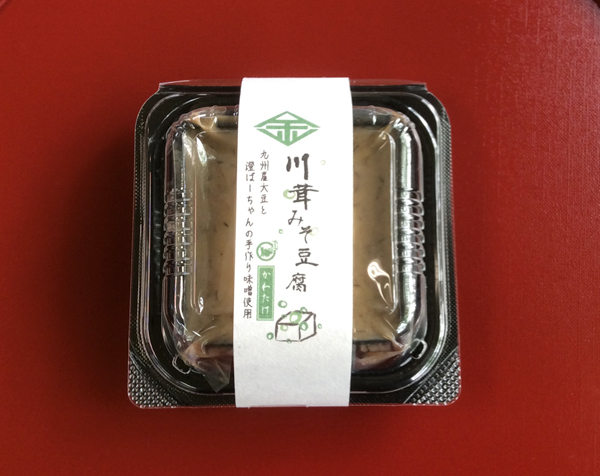 金
川茸みそ豆腐
かわたけ
九州産大豆と
澄ばーちゃんの手作り味噌使用